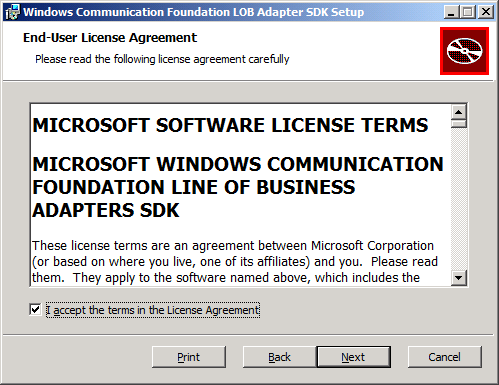 Windows Communication Foundation LOB Adapter SDK Setup
End-User License Agreement
Please read the following license agreement carefully
MICROSOFT SOFTWARE LICENSE TERMS
MICROSOFT WINDOWS COMMUNICATION
FOUNDATION LINE OF BUSINESS
ADAPTERS SDK
These license terms are an agreement between Microsoft Corporation
(or based on where you live, one of its affiliates) and you.  Please read
them.  They apply to the software named above, which includes the
I accept the terms in the License Agreement
Print Back Next Cancel